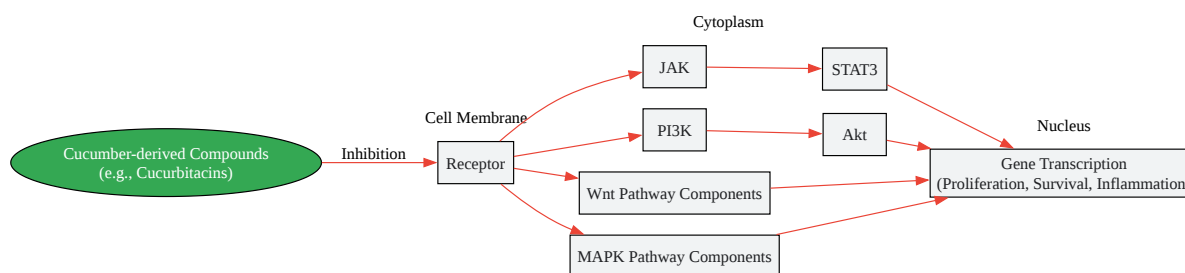 Cytoplasm
JAK
STAT3
Cell Membrane
PI3K
Akt
Nucleus
Cucumber-derived Compounds
(e.g., Cucurbitacins)
Inhibition
Receptor
Gene Transcription
(Proliferation, Survival, Inflammation
Wnt Pathway Components
MAPK Pathway Components